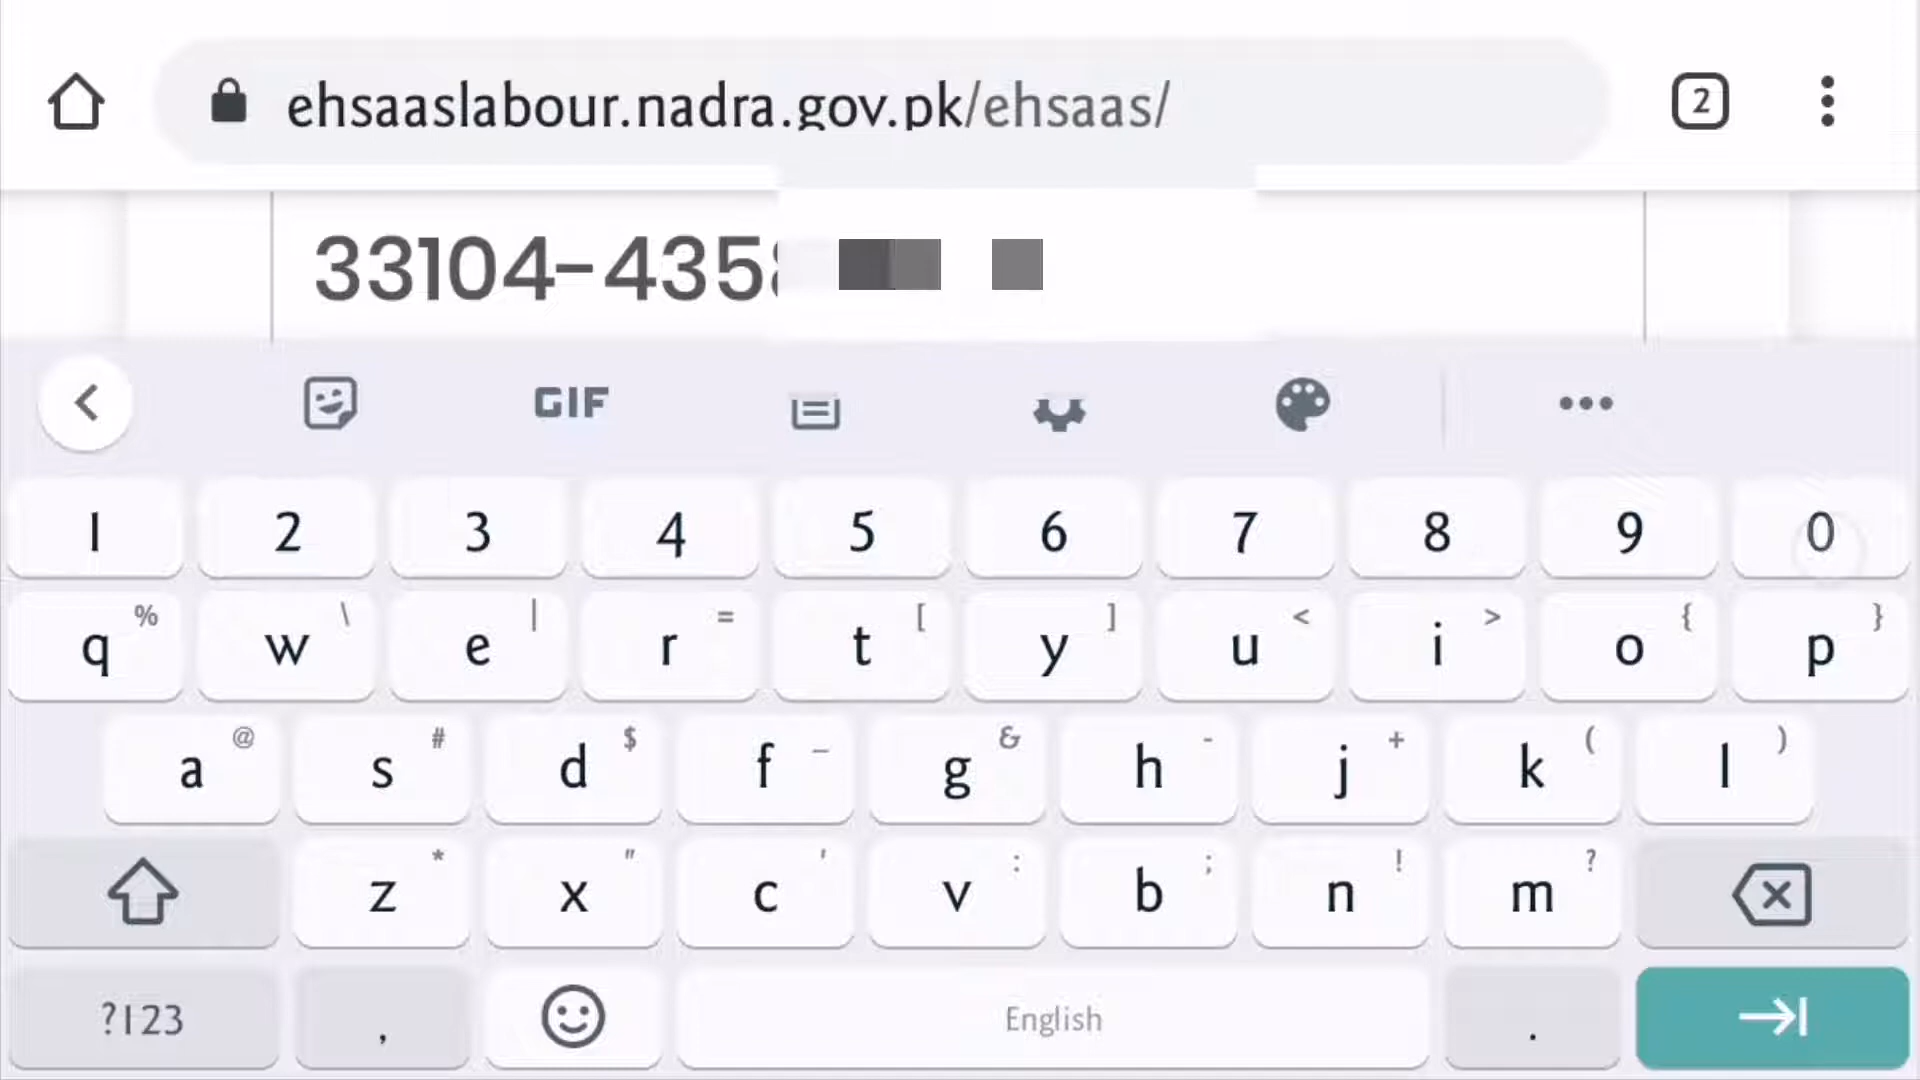 ehsaaslabour.nadra.gov.pk/ehsaas/
2
33104-435
GIF
1 2 3 4 5 6 7 8 9 0
% \ | = [ ] < > { }
q w e r t y u i o p
@ # $ _ & - + ( )
a s d f g h j k l
* " ' : ; ! ?
z x c v b n m
?123 , English .